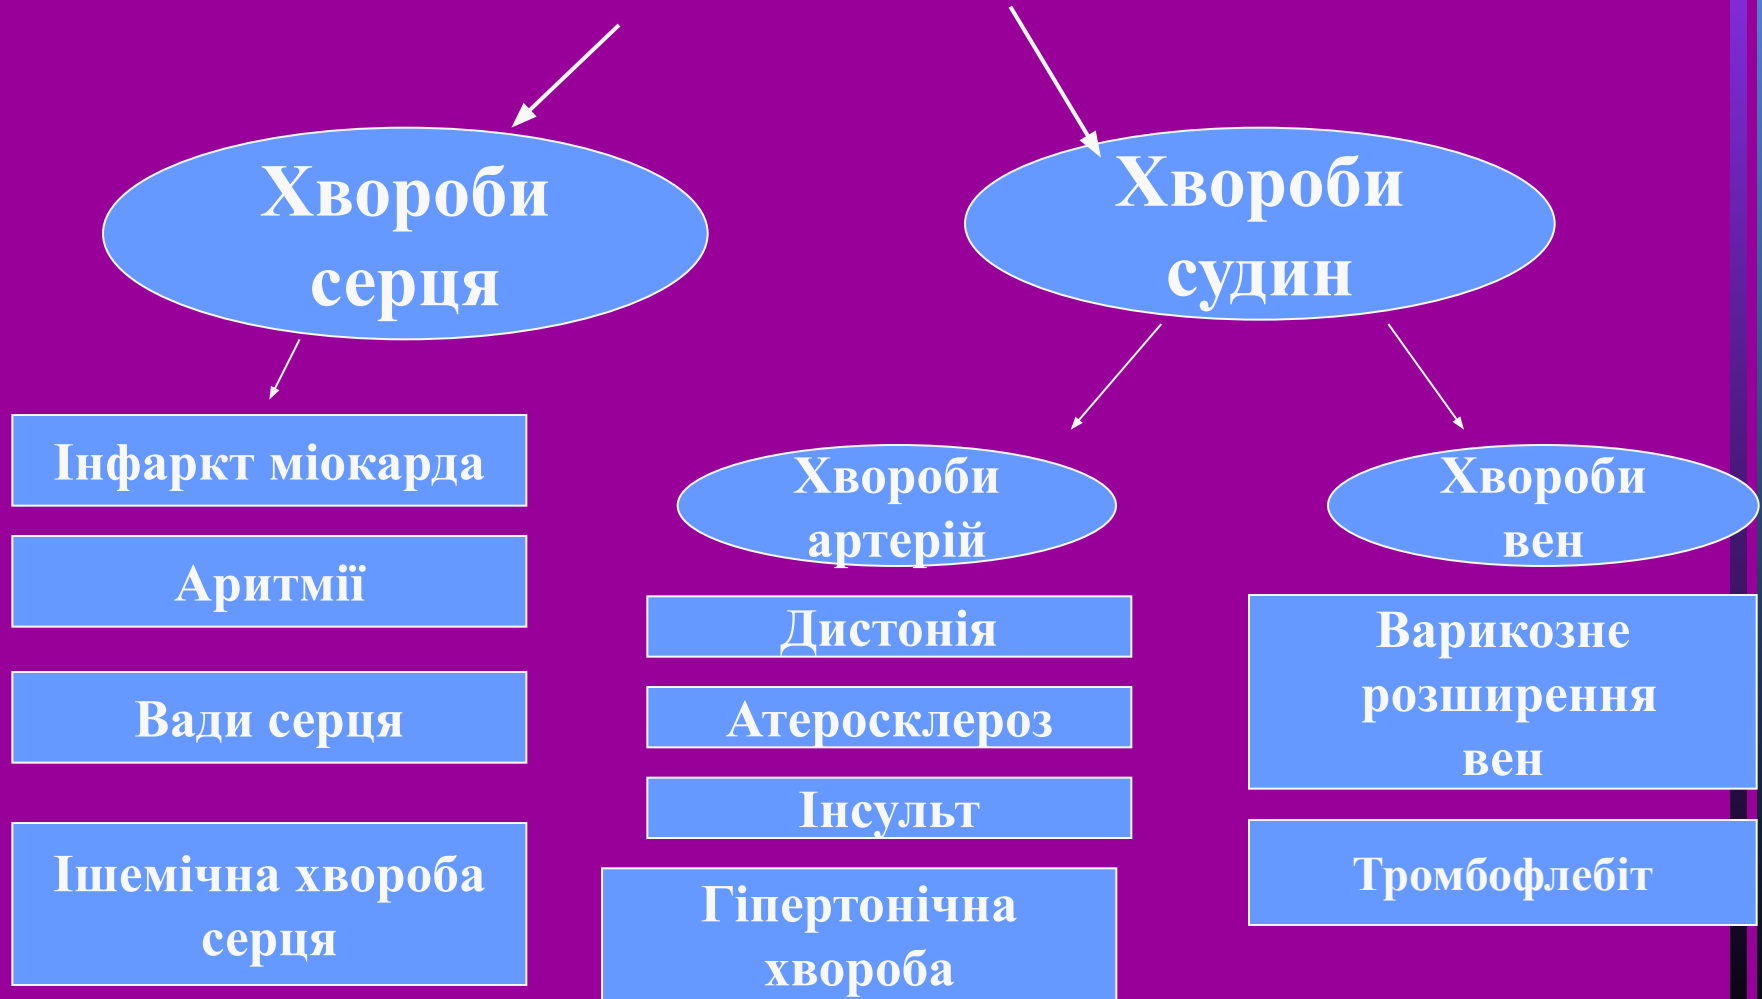 Хвороби
серця
Хвороби
судин
Інфаркт міокарда
Аритмії
Вади серця
Ішемічна хвороба
серця
Хвороби
артерій
Дистонія
Атеросклероз
Інсульт
Гіпертонічна
хвороба
Хвороби
вен
Варикозне
розширення
вен
Тромбофлебіт